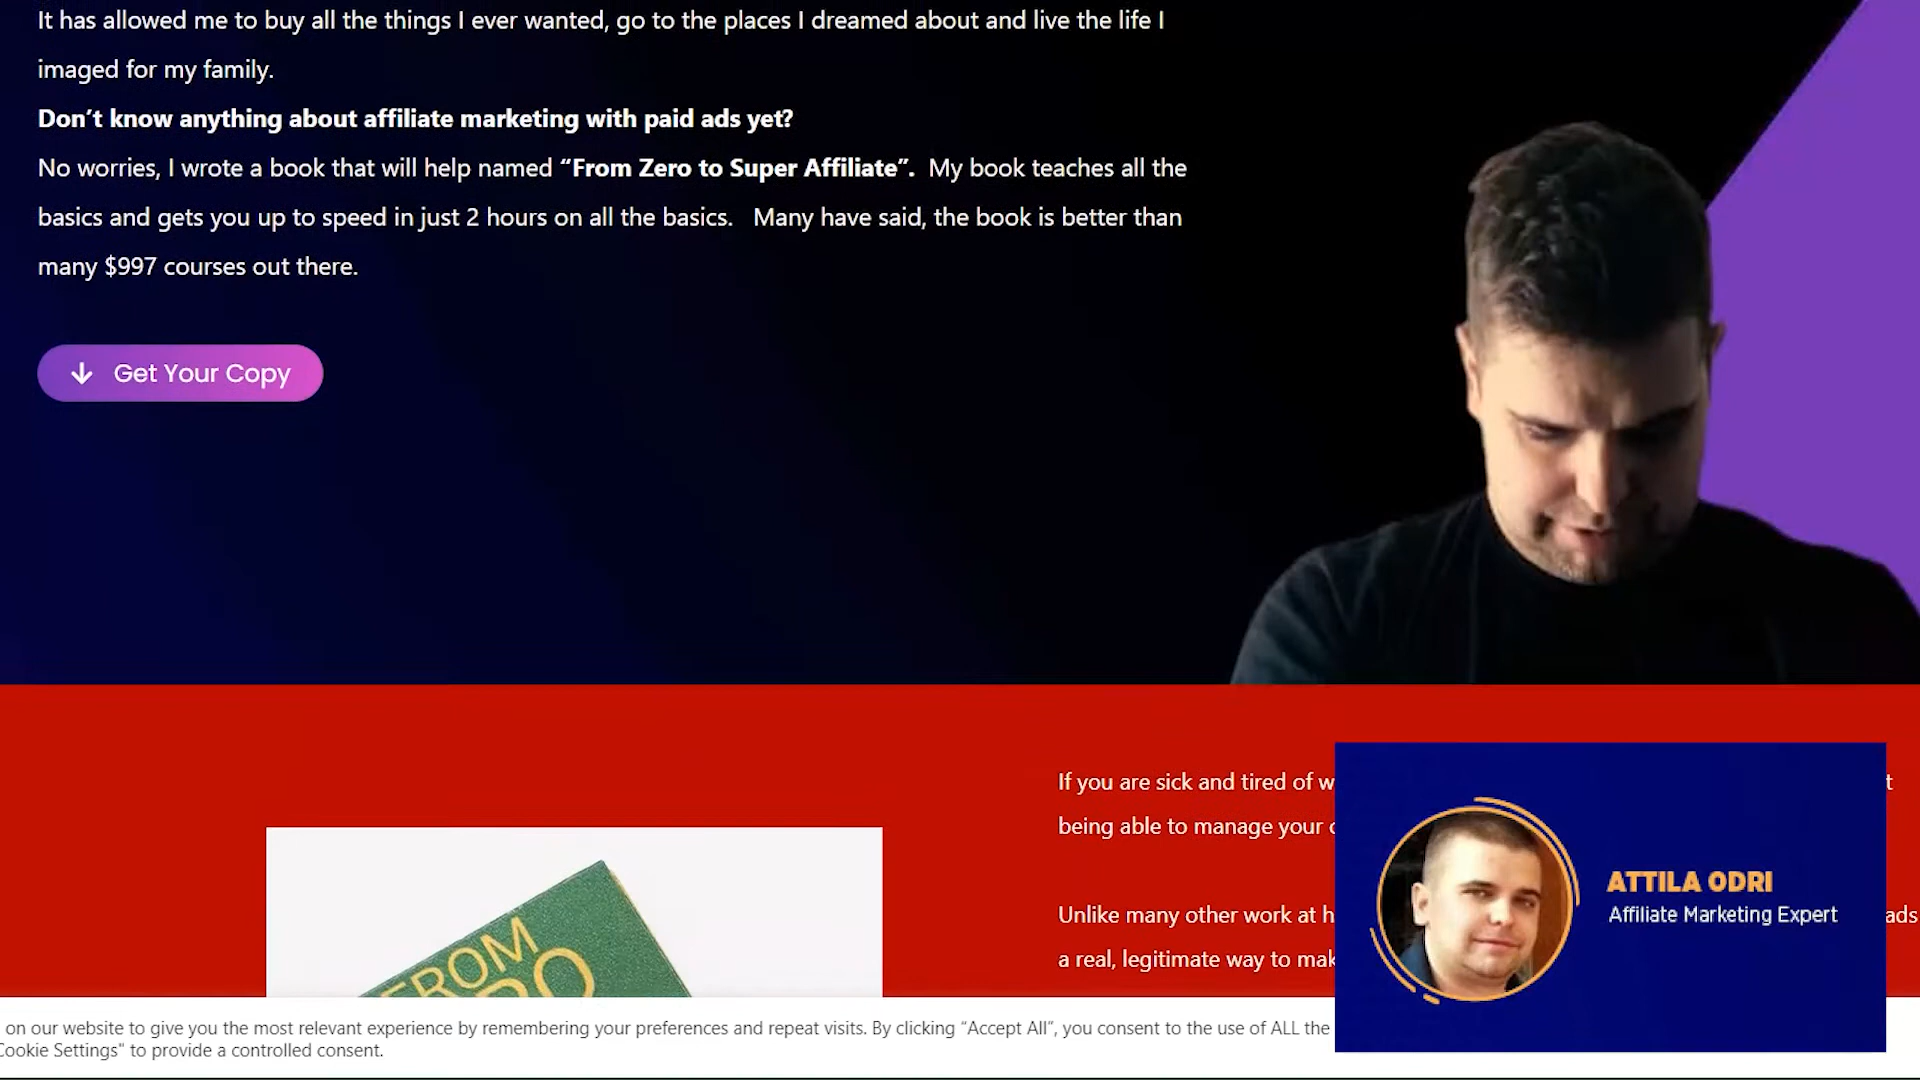 It has allowed me to buy all the things I ever wanted, go to the places I dreamed about and live the life I
imaged for my family.
Don’t know anything about affiliate marketing with paid ads yet?
No worries, I wrote a book that will help named “From Zero to Super Affiliate”. My book teaches all the
basics and gets you up to speed in just 2 hours on all the basics. Many have said, the book is better than
many $997 courses out there.
Get Your Copy
If you are sick and tired of
being able to manage your
Unlike many other work at
ads
a real, legitimate way to
FROM
ATTILA ODRI
Affiliate Marketing Expert
on our website to give you the most relevant experience by remembering your preferences and repeat visits. By clicking “Accept All”, you consent to the use of ALL the
Cookie Settings" to provide a controlled consent.